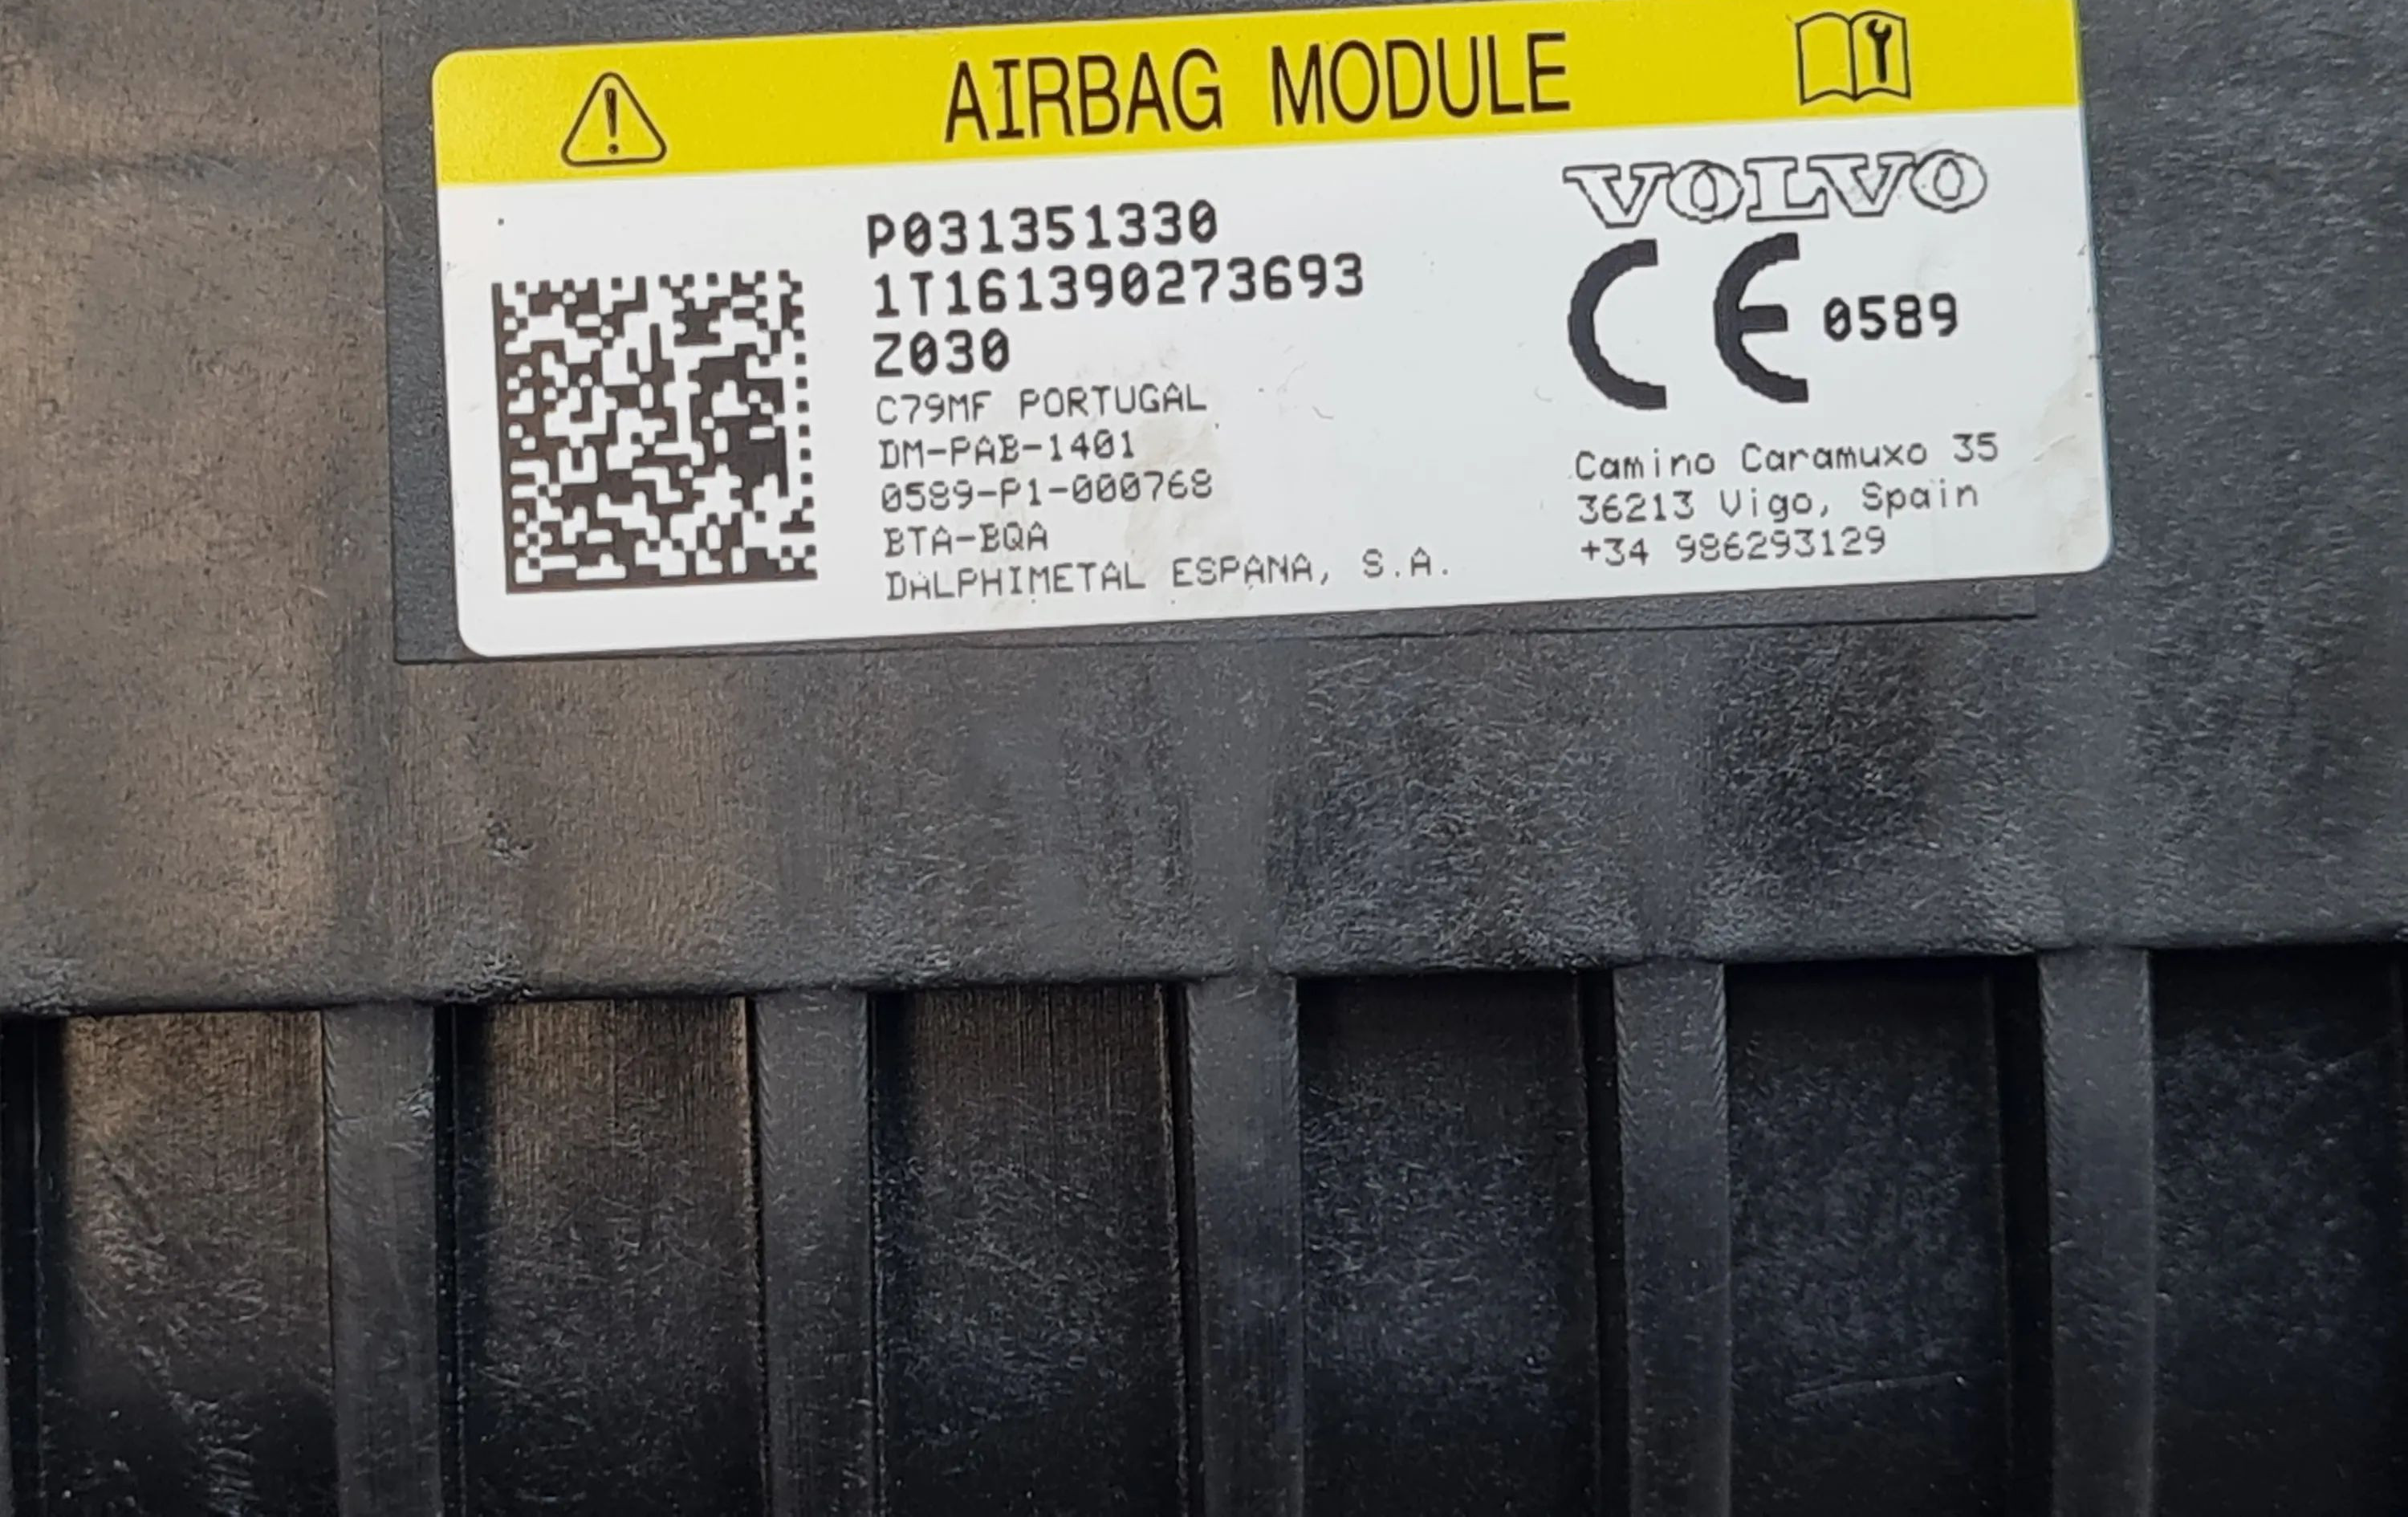 AIRBAG MODULE
P031351330
1T161390273693
Z030
C79MF PORTUGAL
DM-PAB-1401
0589-P1-000768
BTA-BQA
DALPHIMETAL ESPANA, S.A.
VOLVO
CE 0589
Camino Caramuxo 35
36213 Vigo, Spain
+34 986293129